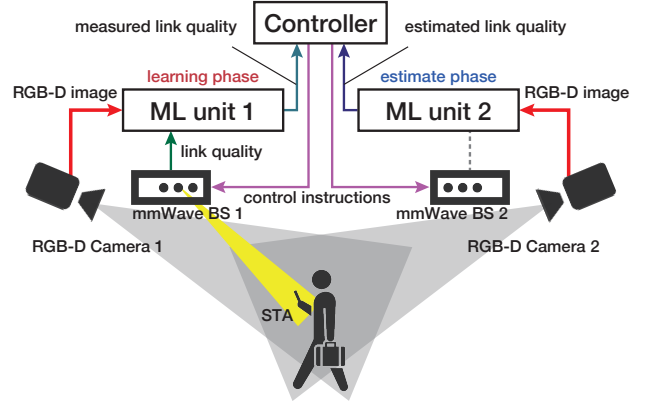 Controller
measured link quality
estimated link quality
learning phase
estimate phase
RGB-D image
RGB-D image
ML unit 1
ML unit 2
link quality
control instructions
mmWave BS 1
mmWave BS 2
RGB-D Camera 1
RGB-D Camera 2
STA